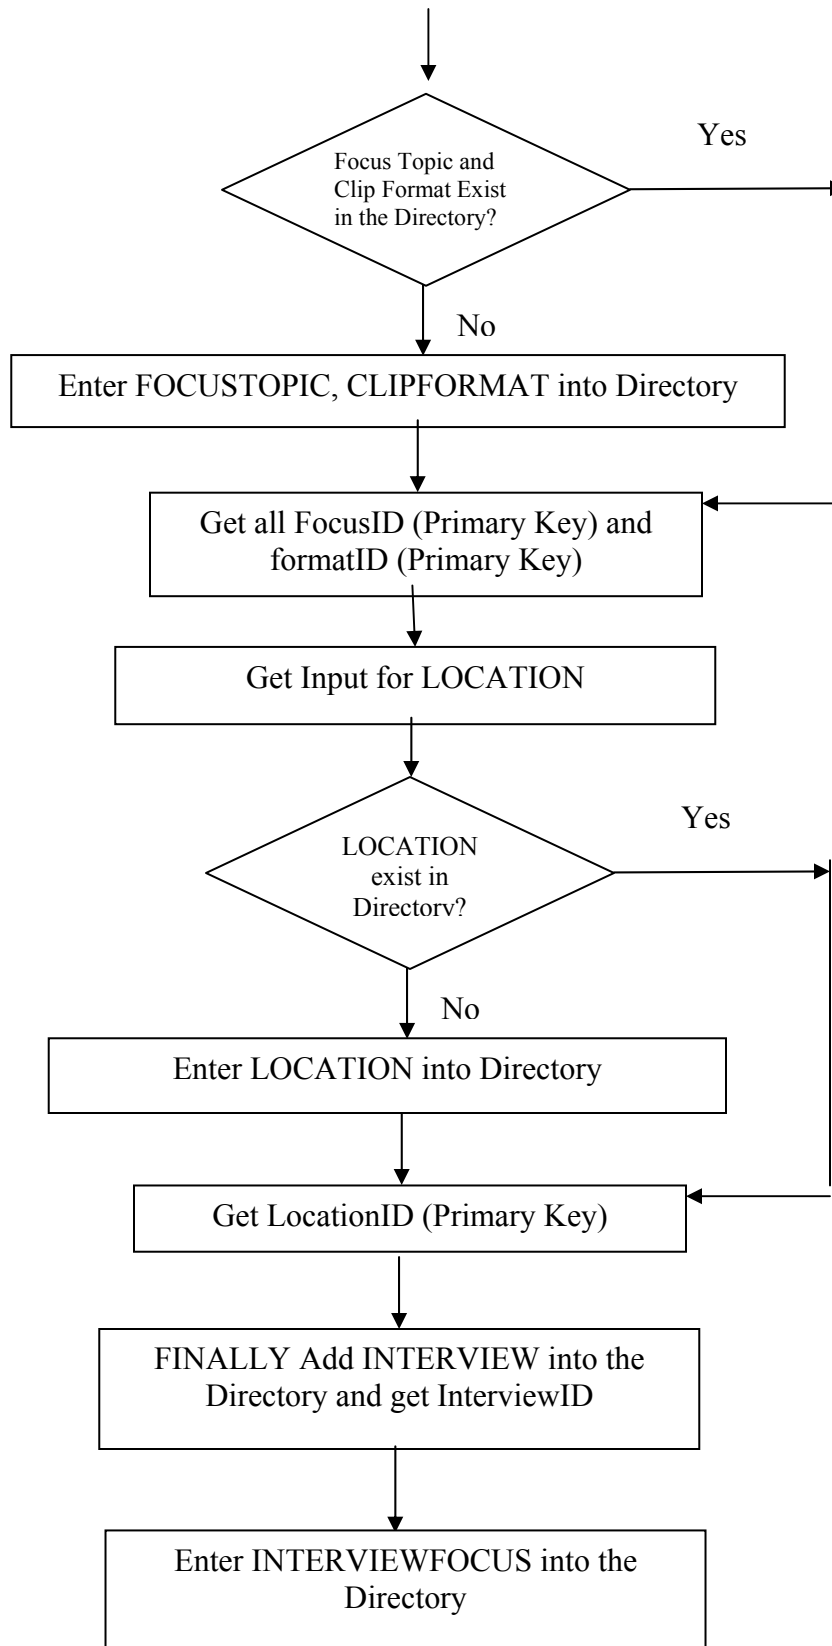 Yes
Focus Topic and
Clip Format Exist
in the Directory?
No
Enter FOCUSTOPIC, CLIPFORMAT into Directory
Get all FocusID (Primary Key) and
formatID (Primary Key)
Get Input for LOCATION
Yes
LOCATION
exist in
Directory?
No
Enter LOCATION into Directory
Get LocationID (Primary Key)
FINALLY Add INTERVIEW into the
Directory and get InterviewID
Enter INTERVIEWFOCUS into the
Directory